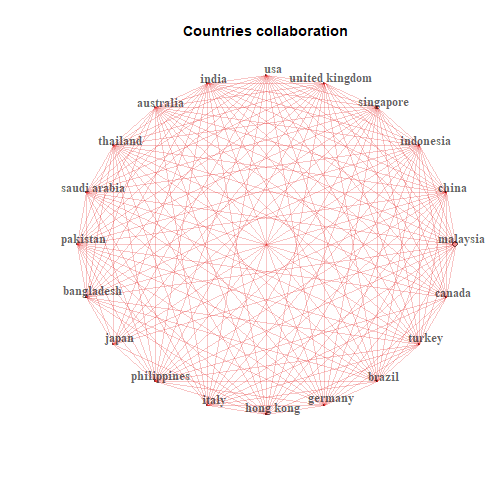 Countries collaboration
usa
india
united kingdom
australia
singapore
thailand
indonesia
saudi arabia
china
pakistan
malaysia
bangladesh
canada
japan
turkey
philippines
brazil
italy
germany
hong kong